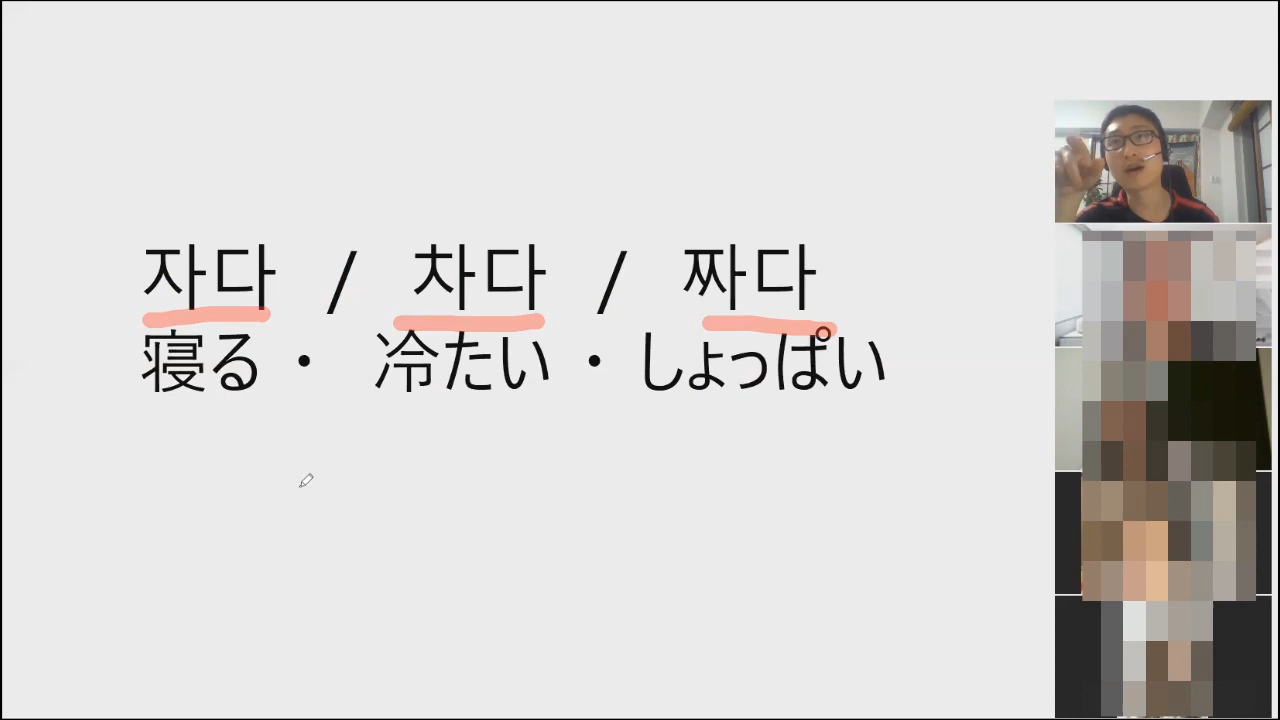 자다 / 차다 / 짜다
寝る ・ 冷たい ・ しょっぱい